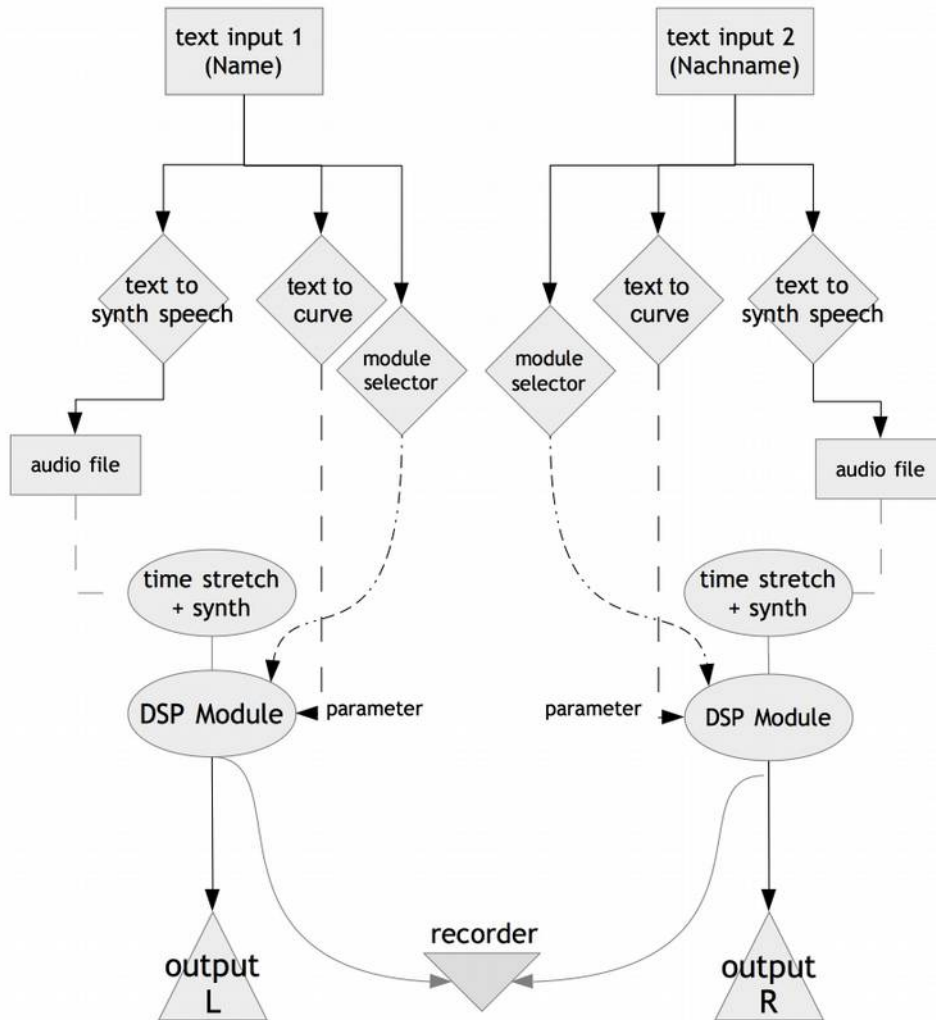 text input 1
(Name)
text input 2
(Nachname)
text to
synth speech
text to
curve
module
selector
module
selector
text to
curve
text to
synth speech
audio file
audio file
time stretch
+ synth
time stretch
+ synth
DSP Module
parameter
parameter
DSP Module
recorder
output
L
output
R